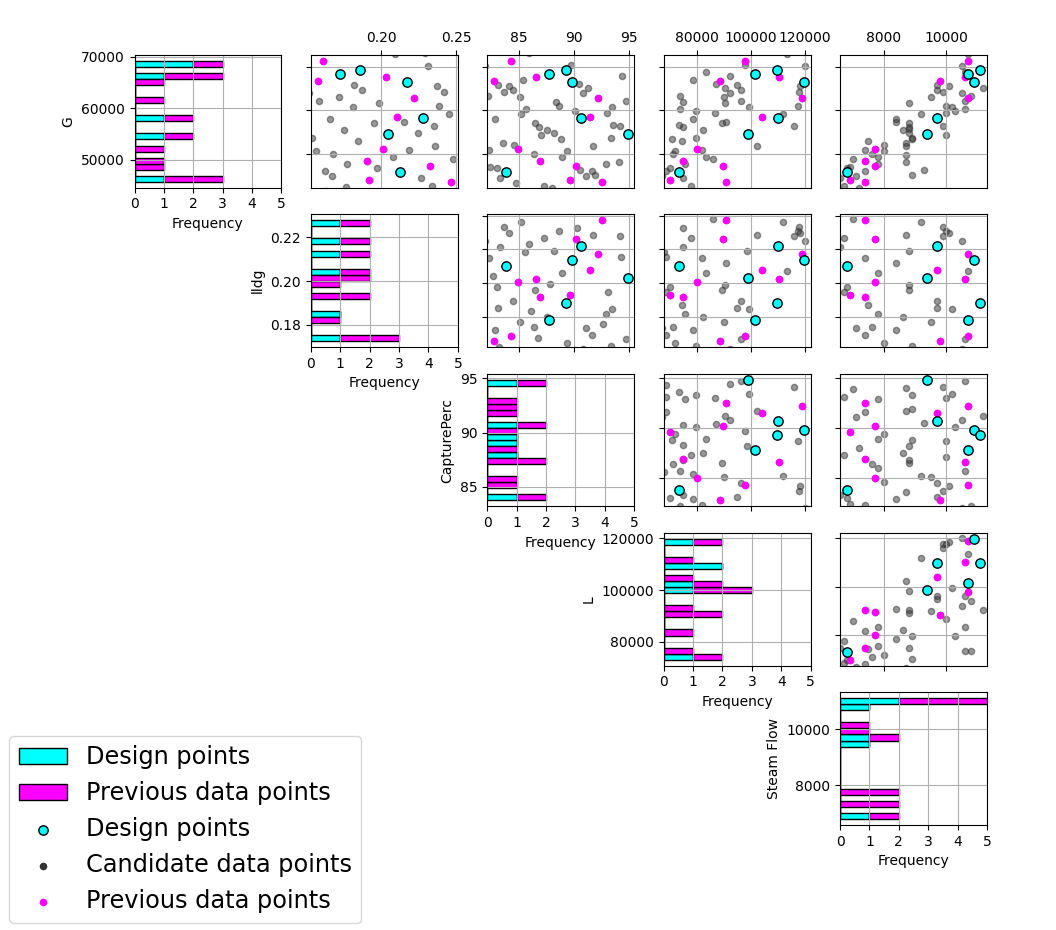 0.20 0.25 85 90 95 80000 100000 120000 8000 10000
70000
60000
50000
G
0 1 2 3 4 5
Frequency
0.22
0.20
0.18
lldg
0 1 2 3 4 5
Frequency
95
90
85
CapturePerc
0 1 2 3 4 5
Frequency
120000
100000
80000
L
0 1 2 3 4 5
Frequency
10000
8000
Steam Flow
0 1 2 3 4 5
Frequency
Design points
Previous data points
Design points
Candidate data points
Previous data points